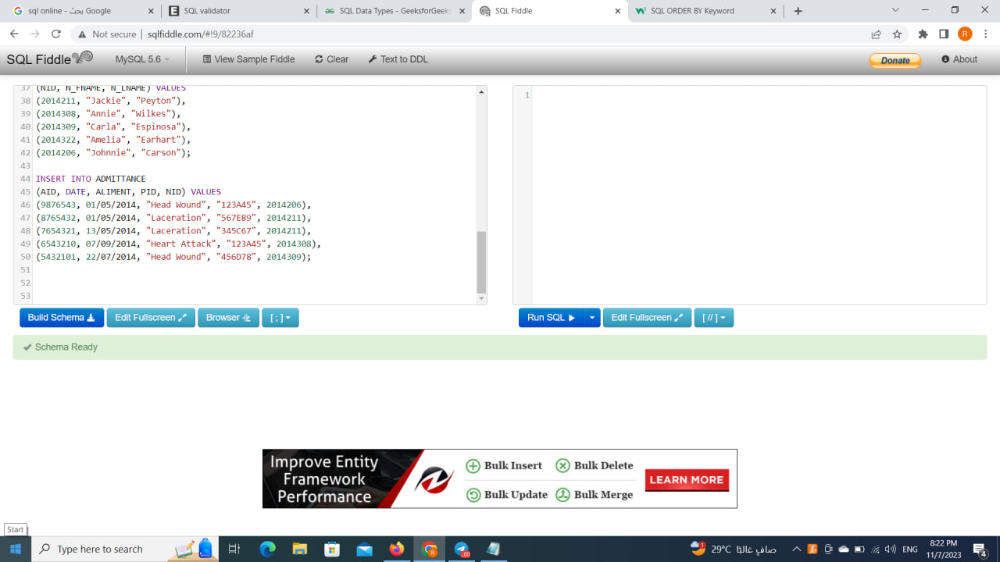 sql online - بحث Google
SQL validator
SQL Data Types - GeeksforGeeks
SQL Fiddle
SQL ORDER BY Keyword
Not secure | sqlfiddle.com/#!9/82236af
SQL Fiddle
MySQL 5.6
View Sample Fiddle
Clear
Text to DDL
Donate
About
37 (NID, N_FNAME, N_LNAME) VALUES
38 (2014211, "Jackie", "Peyton"),
39 (2014308, "Annie", "Wilkes"),
40 (2014309, "Carla", "Espinosa"),
41 (2014322, "Amelia", "Earhart"),
42 (2014206, "Johnnie", "Carson");
43
44 INSERT INTO ADMITTANCE
45 (AID, DATE, ALIMENT, PID, NID) VALUES
46 (9876543, 01/05/2014, "Head Wound", "123A45", 2014206),
47 (8765432, 01/05/2014, "Laceration", "567E89", 2014211),
48 (7654321, 13/05/2014, "Laceration", "345C67", 2014211),
49 (6543210, 07/09/2014, "Heart Attack", "123A45", 2014308),
50 (5432101, 22/07/2014, "Head Wound", "456D78", 2014309);
51
52
53
1
Build Schema
Edit Fullscreen
Browser
[ ; ]
Run SQL
Edit Fullscreen
[ // ]
Schema Ready
Improve Entity
Framework
Performance
Bulk Insert
Bulk Delete
Bulk Update
Bulk Merge
LEARN MORE
Start
Type here to search
29°C صافٍ غالبًا
ENG
8:22 PM
11/7/2023
4